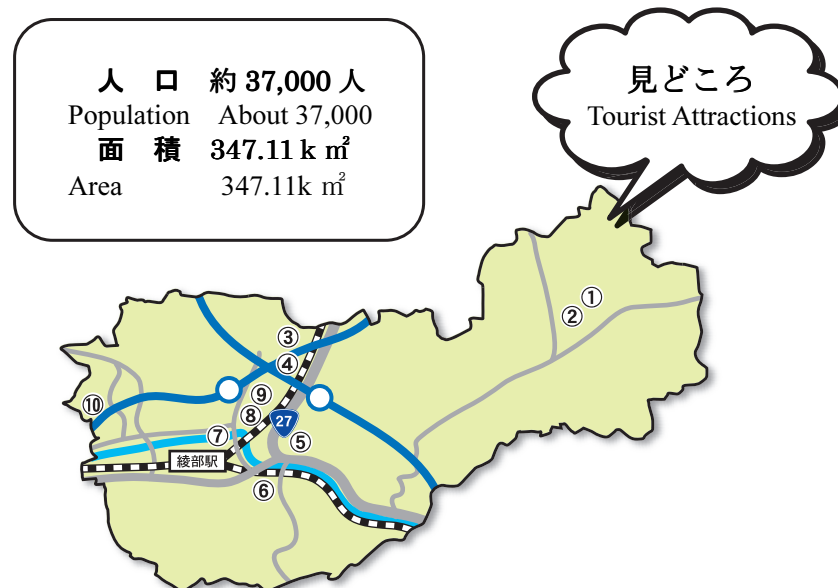 人 口 約 37,000 人
Population About 37,000
面 積 347.11ｋ㎡
Area 347.11k ㎡
見どころ
Tourist Attractions
①
②
③
④
⑨
⑩
⑧
27
⑦
⑤
綾部駅
⑥